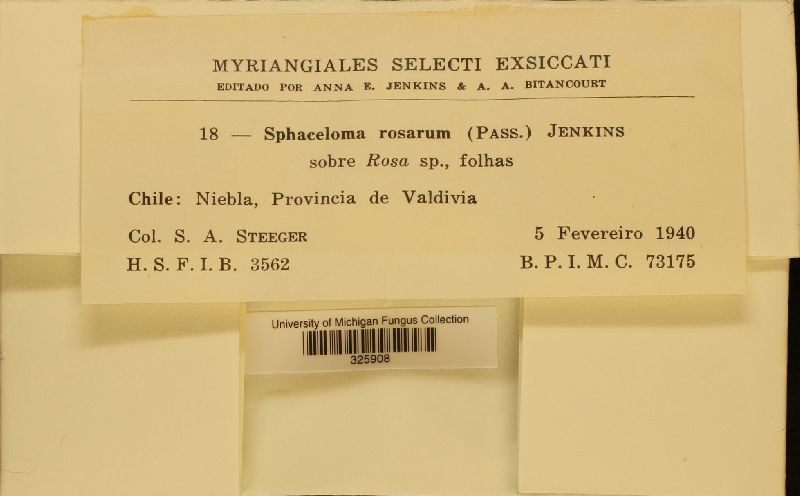 MYRIANGIALES SELECTI EXSICCATI
EDITADO POR ANNA E. JENKINS & A. A. BITANCOURT
18 — Sphaceloma rosarum (PASS.) JENKINS
sobre Rosa sp., folhas
Chile: Niebla, Provincia de Valdivia
Col. S. A. STEEGER 5 Fevereiro 1940
H. S. F. I. B. 3562 B. P. I. M. C. 73175
University of Michigan Fungus Collection
325908